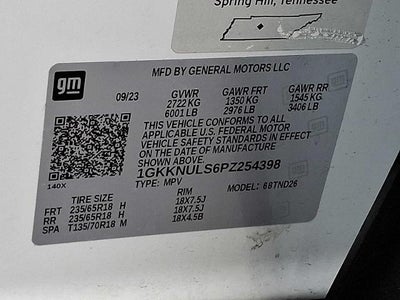 Spring Hill, Tennessee
gm
MFD BY GENERAL MOTORS LLC
09/23 GVWR GAWR FRT GAWR RR
2722 KG 1350 KG 1545 KG
6001 LB 2976 LB 3406 LB
THIS VEHICLE CONFORMS TO ALL
APPLICABLE U.S. FEDERAL MOTOR
VEHICLE SAFETY STANDARDS IN EFFECT
ON THE DATE OF MANUFACTURE
SHOWN ABOVE.
1GKKNULS6PZ254398
140X TYPE: MPV MODEL: 68TND26
TIRE SIZE RIM
FRT 235/65R18 H 18X7.5J
RR 235/65R18 H 18X7.5J
SPA T135/70R18 M 18X4.5B